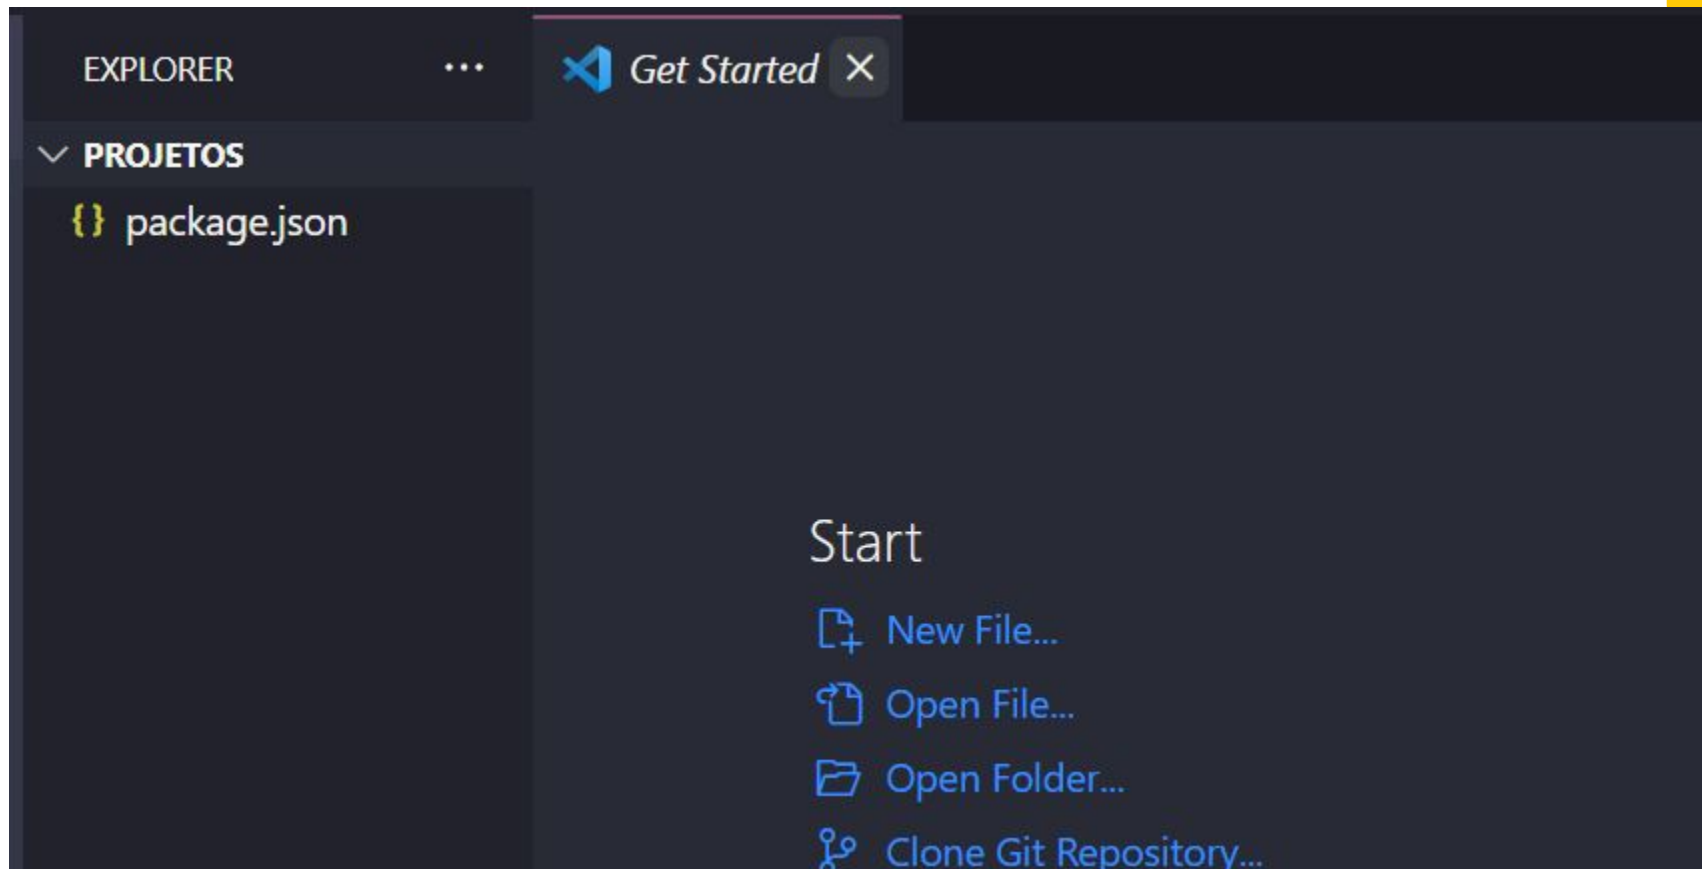 EXPLORER ···
Get Started
PROJETOS
{} package.json
Start
New File...
Open File...
Open Folder...
Clone Git Repository...